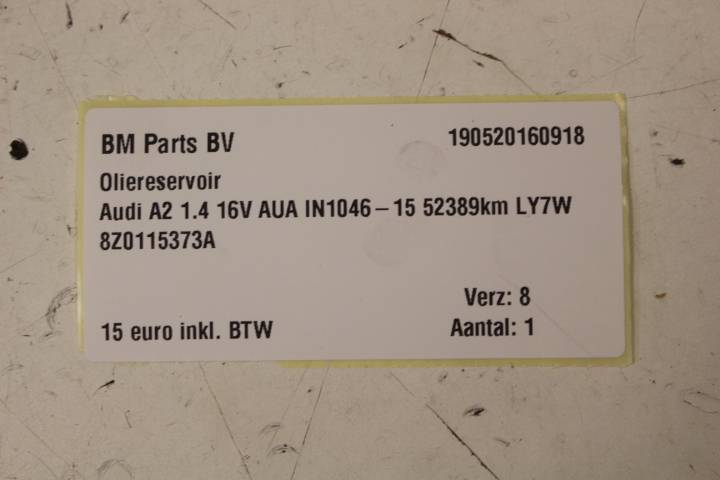 BM Parts BV 190520160918
Oliereservoir
Audi A2 1.4 16V AUA IN1046-15 52389km LY7W
8Z0115373A
Verz: 8
15 euro inkl. BTW Aantal: 1